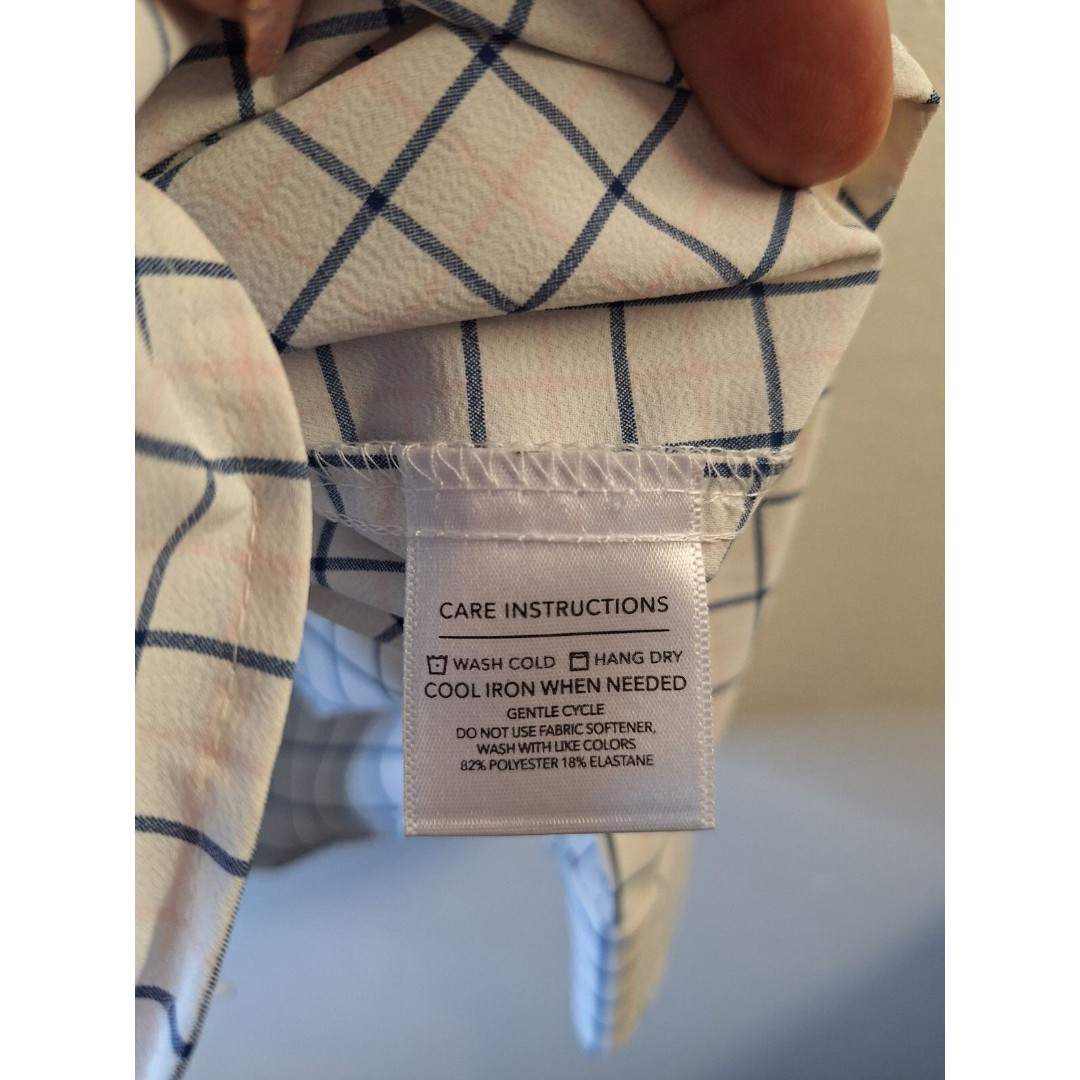 CARE INSTRUCTIONS
WASH COLD HANG DRY
COOL IRON WHEN NEEDED
GENTLE CYCLE
DO NOT USE FABRIC SOFTENER,
WASH WITH LIKE COLORS
82% POLYESTER 18% ELASTANE